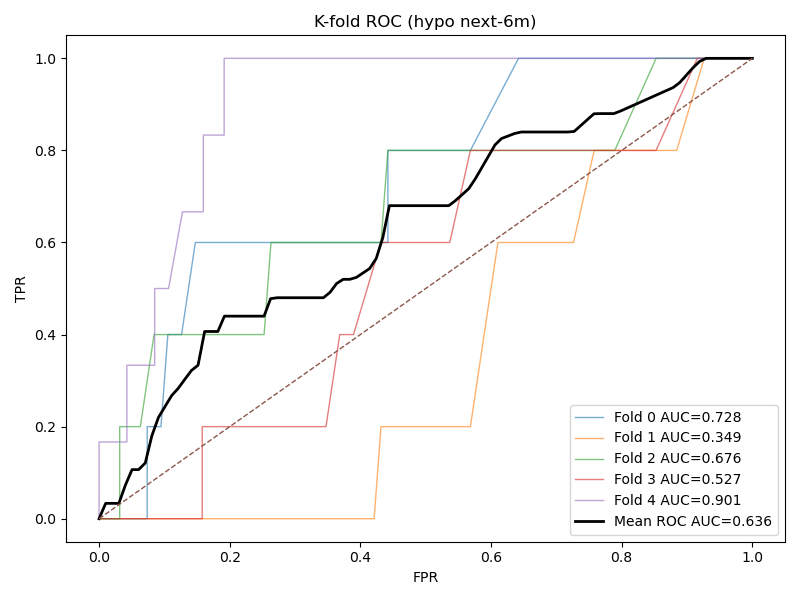 K-fold ROC (hypo next-6m)
TPR
1.0
0.8
0.6
0.4
0.2
0.0
0.0 0.2 0.4 0.6 0.8 1.0
FPR
Fold 0 AUC=0.728
Fold 1 AUC=0.349
Fold 2 AUC=0.676
Fold 3 AUC=0.527
Fold 4 AUC=0.901
Mean ROC AUC=0.636